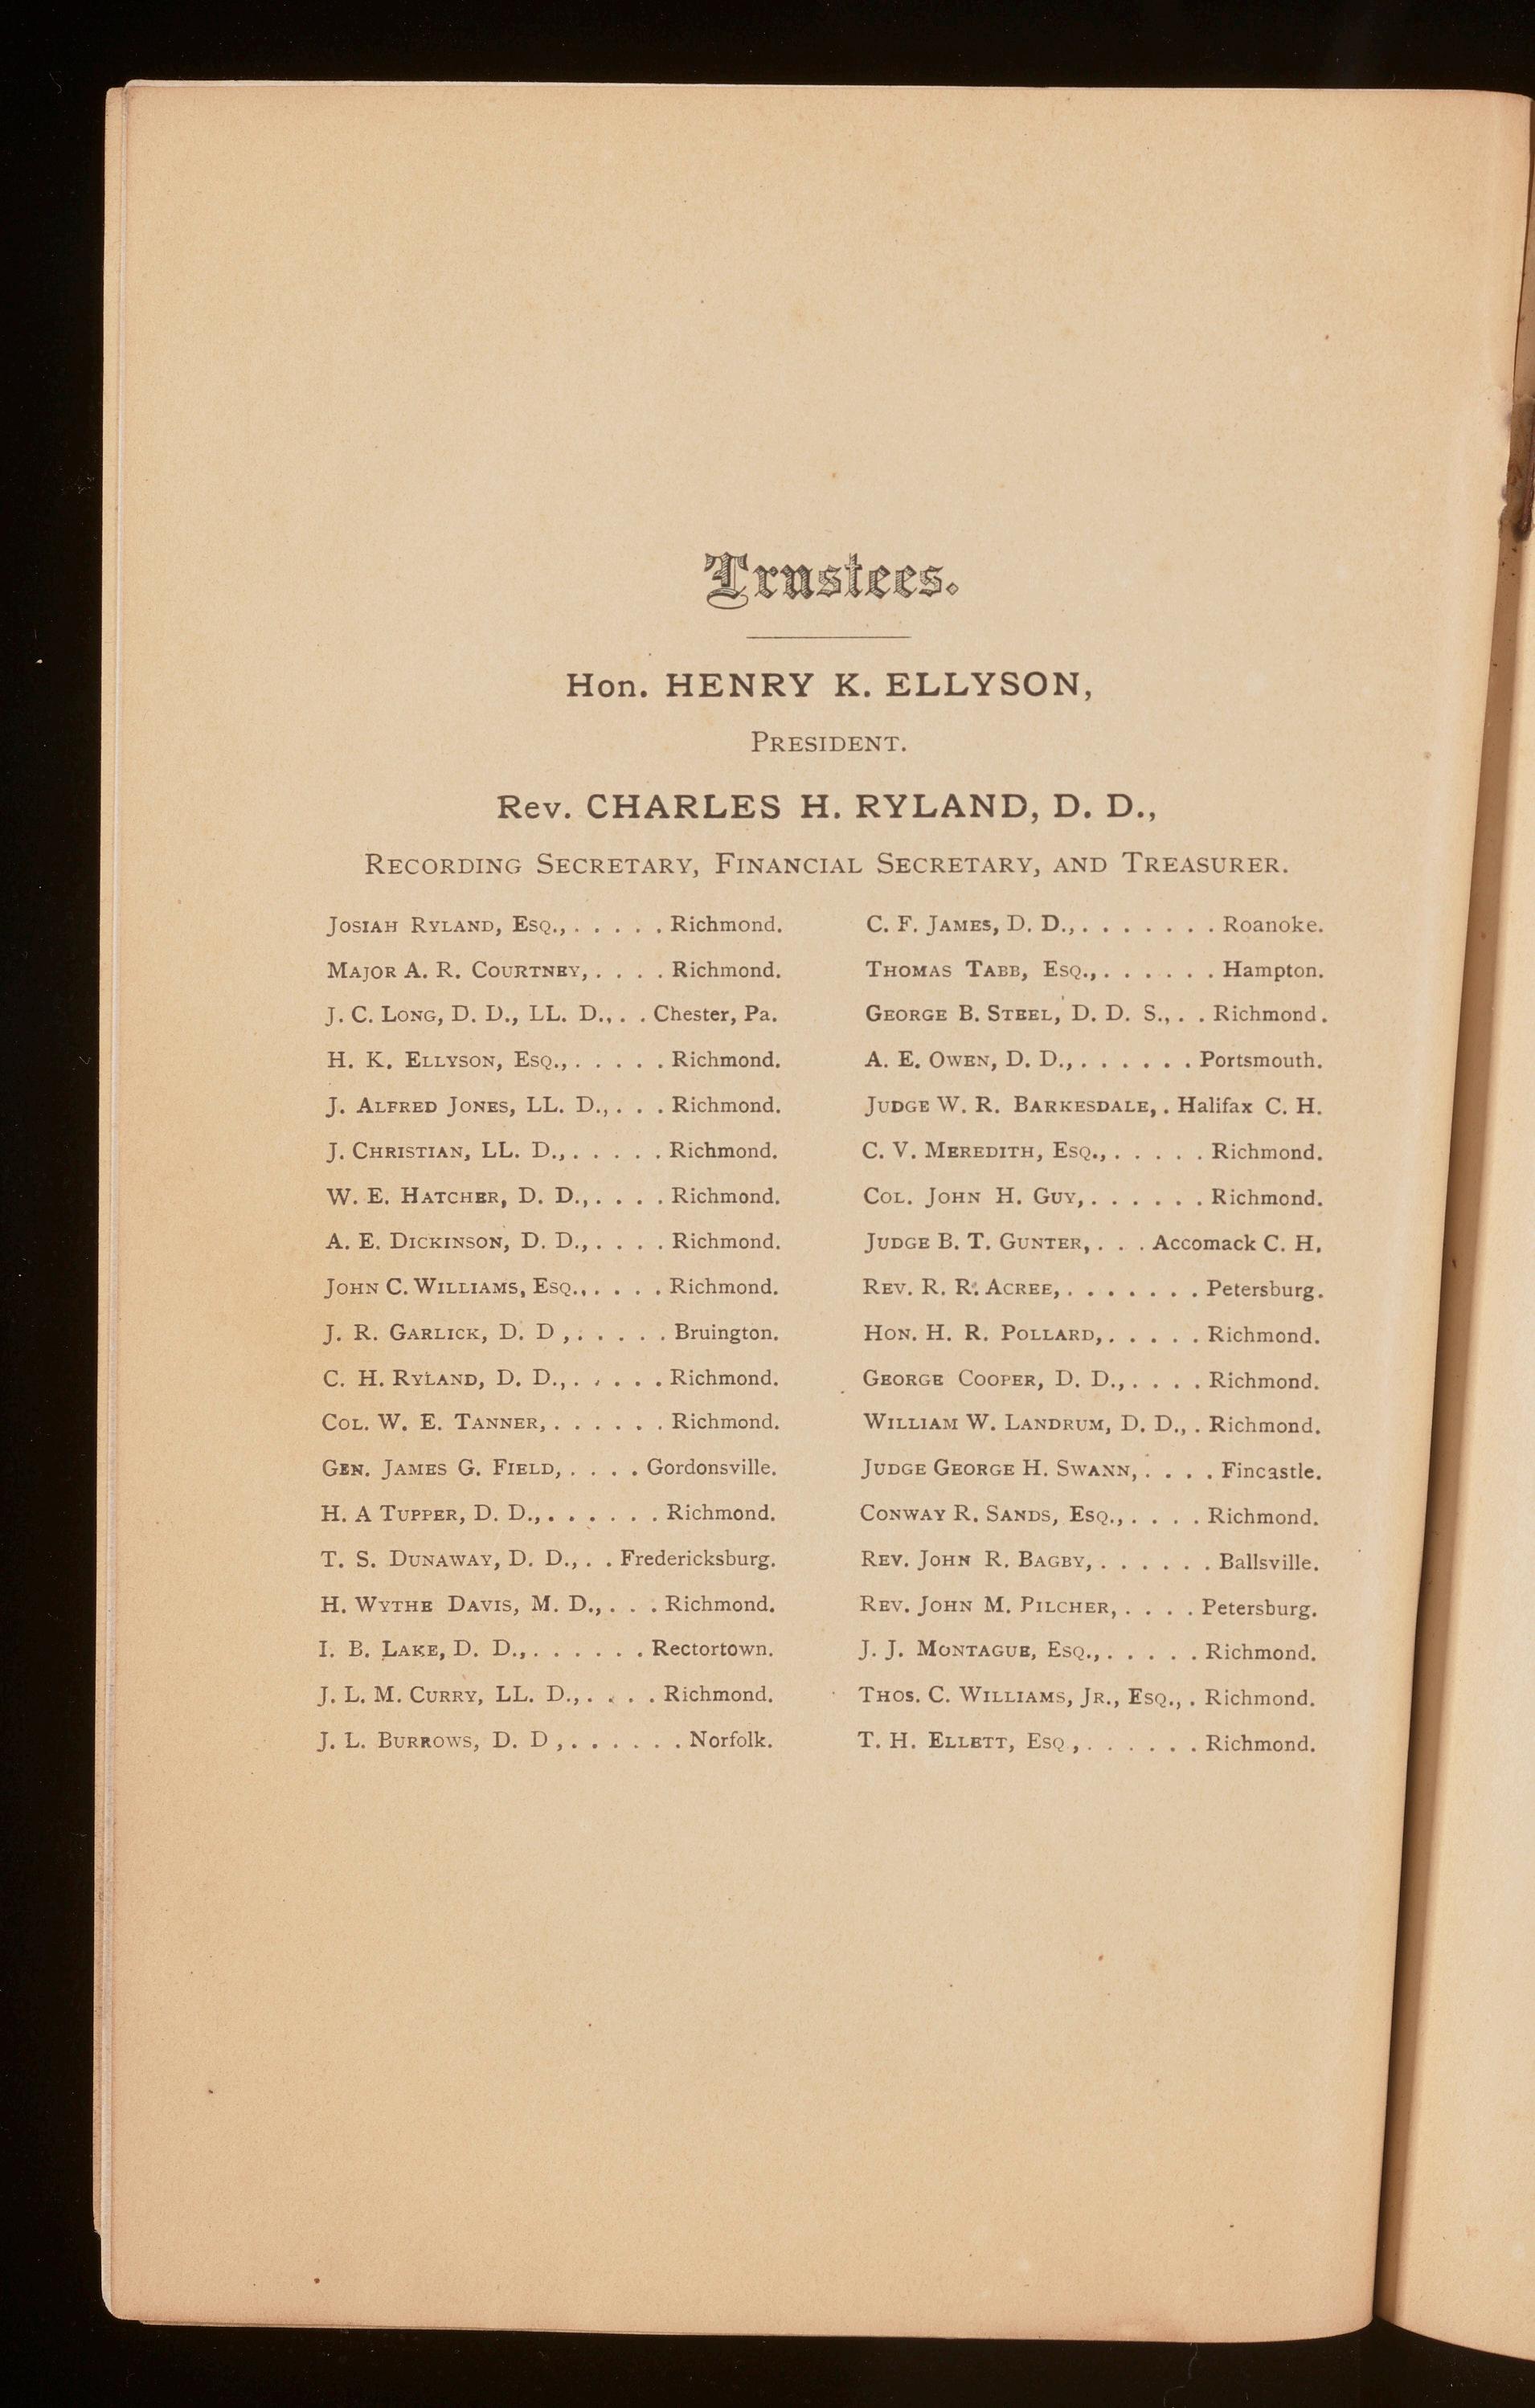 Trustees.
Hon. HENRY K. ELLYSON,
PRESIDENT.
Rev. CHARLES H. RYLAND, D. D.,
RECORDING SECRETARY, FINANCIAL SECRETARY, AND TREASURER.
JOSIAH RYLAND, ESQ., . . . . . Richmond.
MAJOR A. R. COURTNEY, . . . . Richmond.
J. C. LONG, D. D., LL. D., . . Chester, Pa.
H. K. ELLYSON, ESQ., . . . . . Richmond.
J. ALFRED JONES, LL. D., . . . Richmond.
J. CHRISTIAN, LL. D., . . . . . Richmond.
W. E. HATCHER, D. D., . . . . Richmond.
A. E. DICKINSON, D. D., . . . . Richmond.
JOHN C. WILLIAMS, ESQ., . . . . Richmond.
J. R. GARLICK, D. D , . . . . . Bruington.
C. H. RYLAND, D. D., . . . . . Richmond.
COL. W. E. TANNER, . . . . . . Richmond.
GEN. JAMES G. FIELD, . . . . Gordonsville.
H. A TUPPER, D. D., . . . . . . Richmond.
T. S. DUNAWAY, D. D., . . Fredericksburg.
H. WYTHE DAVIS, M. D., . . . Richmond.
I. B. LAKE, D. D., . . . . . . Rectortown.
J. L. M. CURRY, LL. D., . . . . Richmond.
J. L. BURROWS, D. D , . . . . . . Norfolk.
C. F. JAMES, D. D., . . . . . . . Roanoke.
THOMAS TABB, ESQ., . . . . . . Hampton.
GEORGE B. STEEL, D. D. S., . . Richmond.
A. E. OWEN, D. D., . . . . . . Portsmouth.
JUDGE W. R. BARKESDALE, . Halifax C. H.
C. V. MEREDITH, ESQ., . . . . . Richmond.
COL. JOHN H. GUY, . . . . . . Richmond.
JUDGE B. T. GUNTER, . . . Accomack C. H.
REV. R. R. ACREE, . . . . . . . Petersburg.
HON. H. R. POLLARD, . . . . . Richmond.
GEORGE COOPER, D. D., . . . . Richmond.
WILLIAM W. LANDRUM, D. D., . Richmond.
JUDGE GEORGE H. SWANN, . . . . Fincastle.
CONWAY R. SANDS, ESQ., . . . . Richmond.
REV. JOHN R. BAGBY, . . . . . . Ballsville.
REV. JOHN M. PILCHER, . . . . Petersburg.
J. J. MONTAGUE, ESQ., . . . . . Richmond.
THOS. C. WILLIAMS, JR., ESQ., . Richmond.
T. H. ELLETT, ESQ , . . . . . . Richmond.